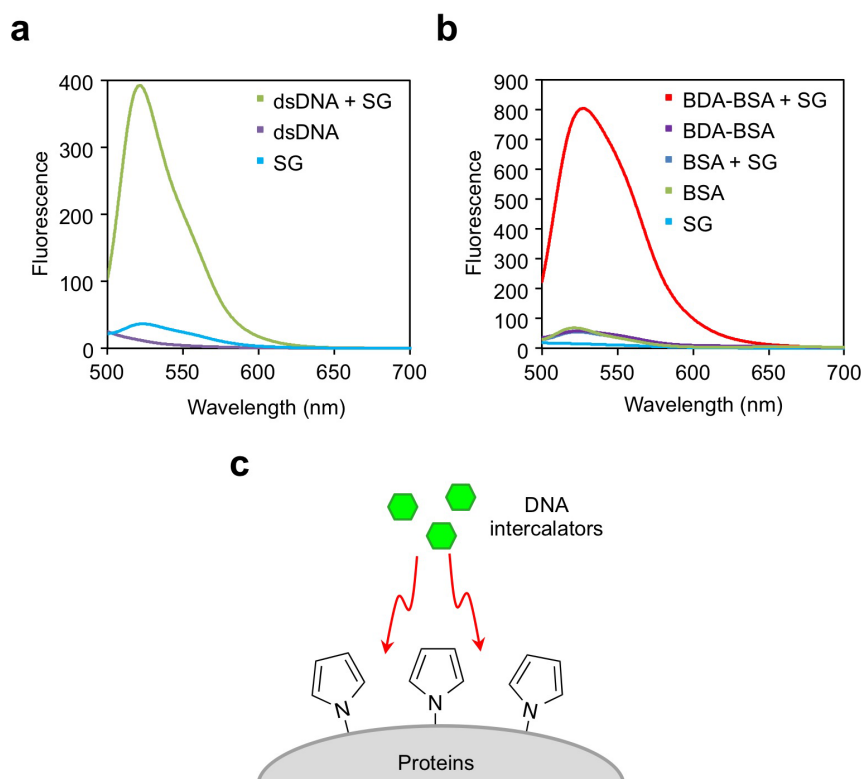 a
400
300
200
100
0
Fluorescence
dsDNA + SG
dsDNA
SG
500 550 600 650 700
Wavelength (nm)
b
900
800
700
600
500
400
300
200
100
0
Fluorescence
BDA-BSA + SG
BDA-BSA
BSA + SG
BSA
SG
500 550 600 650 700
Wavelength (nm)
c
DNA
intercalators
N N N
Proteins